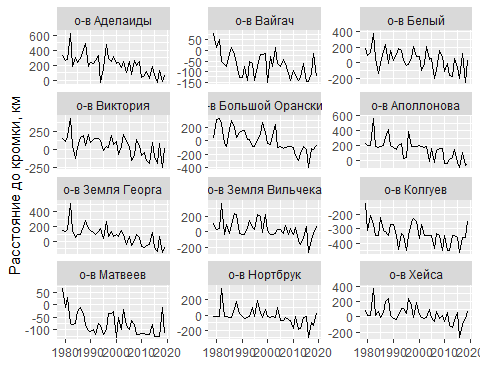 Расстояние до кромки, км
о-в Аделаиды
о-в Вайгач
о-в Белый
600
400
200
0
50
0
-50
-100
-150
400
200
0
-200
о-в Виктория
-в Большой Орански
о-в Аполлонова
250
0
-250
200
0
-200
-400
600
400
200
0
о-в Земля Георга
о-в Земля Вильчека
о-в Колгуев
400
200
0
200
0
-200
-200
-300
-400
о-в Матвеев
о-в Нортбрук
о-в Хейса
50
0
-50
-100
200
0
-200
400
200
0
-200
1980 1990 2000 2010 2020
1980 1990 2000 2010 2020
1980 1990 2000 2010 2020